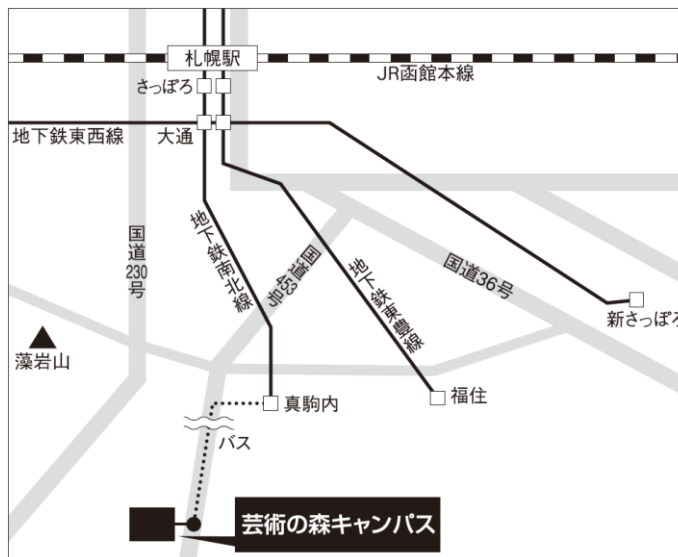 札幌駅
JR函館本線
さっぽろ
地下鉄東西線
大通
国道230号
地下鉄南北線
国道453号
地下鉄東豊線
国道36号
新さっぽろ
藻岩山
真駒内
福住
バス
芸術の森キャンパス